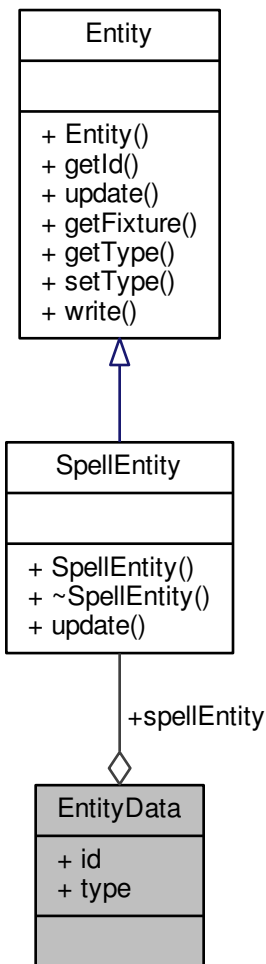 Entity
+ Entity()
+ getId()
+ update()
+ getFixture()
+ getType()
+ setType()
+ write()
SpellEntity
+ SpellEntity()
+ ~SpellEntity()
+ update()
+spellEntity
EntityData
+ id
+ type